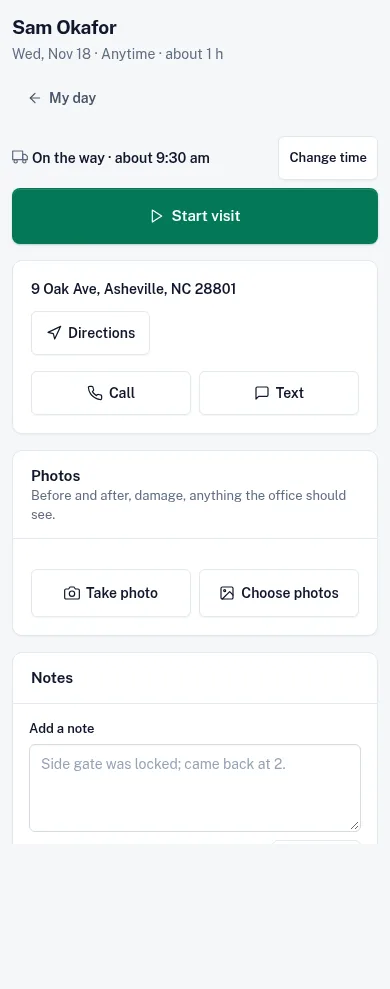 Sam Okafor
Wed, Nov 18 · Anytime · about 1 h
My day
On the way · about 9:30 am
Change time
Start visit
9 Oak Ave, Asheville, NC 28801
Directions
Call
Text
Photos
Before and after, damage, anything the office should
see.
Take photo
Choose photos
Notes
Add a note
Side gate was locked; came back at 2.